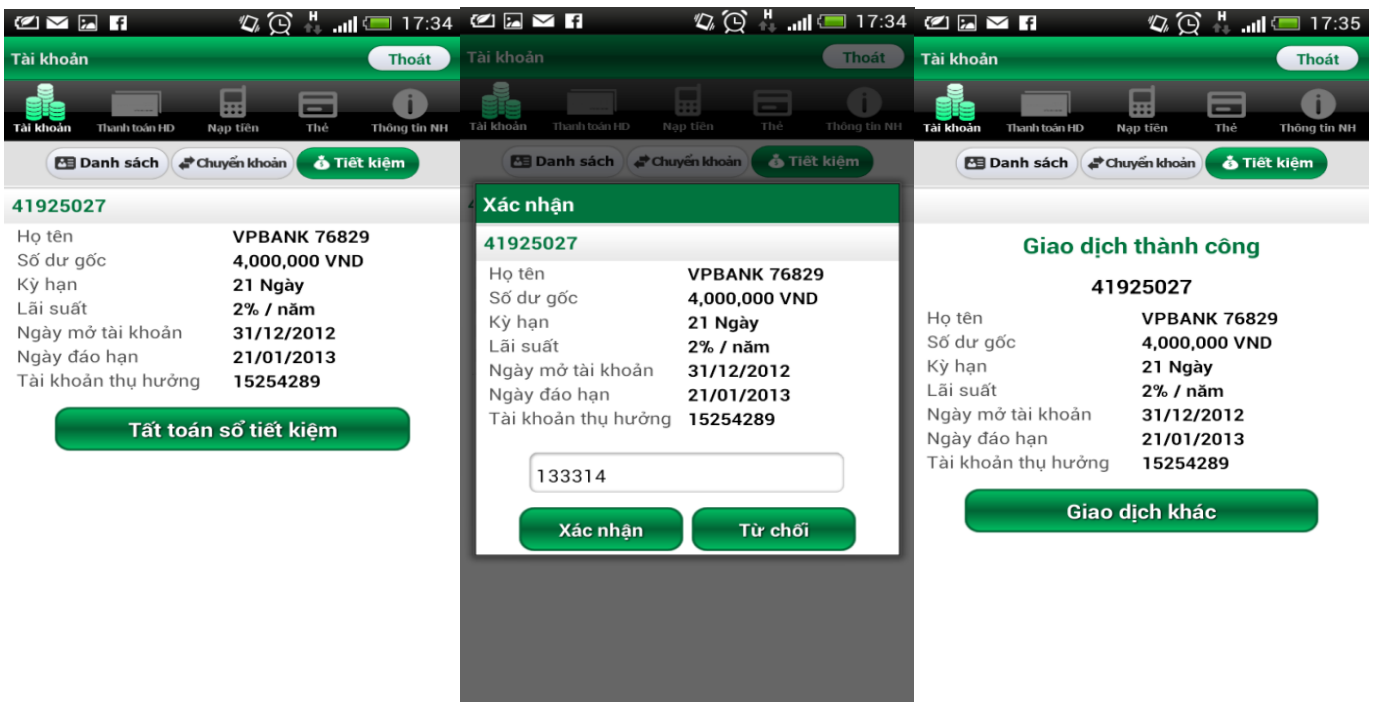 17:34
Tài khoản
Thoát
Tài khoản Thanh toán HD Nạp tiền Thẻ Thông tin NH
Danh sách Chuyển khoản Tiết kiệm
41925027
Họ tên VPBANK 76829
Số dư gốc 4,000,000 VND
Kỳ hạn 21 Ngày
Lãi suất 2% / năm
Ngày mở tài khoản 31/12/2012
Ngày đáo hạn 21/01/2013
Tài khoản thụ hưởng 15254289
Tất toán sổ tiết kiệm
H 17:34
Tài khoản
Thoát
Tài khoản Thanh toán HD Nạp tiền Thẻ Thông tin NH
Danh sách Chuyển khoản Tiết kiệm
Xác nhận
41925027
Họ tên VPBANK 76829
Số dư gốc 4,000,000 VND
Kỳ hạn 21 Ngày
Lãi suất 2% / năm
Ngày mở tài khoản 31/12/2012
Ngày đáo hạn 21/01/2013
Tài khoản thụ hưởng 15254289
133314
Xác nhận Từ chối
H 17:35
Tài khoản
Thoát
Tài khoản Thanh toán HD Nạp tiền Thẻ Thông tin NH
Danh sách Chuyển khoản Tiết kiệm
Giao dịch thành công
41925027
Họ tên VPBANK 76829
Số dư gốc 4,000,000 VND
Kỳ hạn 21 Ngày
Lãi suất 2% / năm
Ngày mở tài khoản 31/12/2012
Ngày đáo hạn 21/01/2013
Tài khoản thụ hưởng 15254289
Giao dịch khác